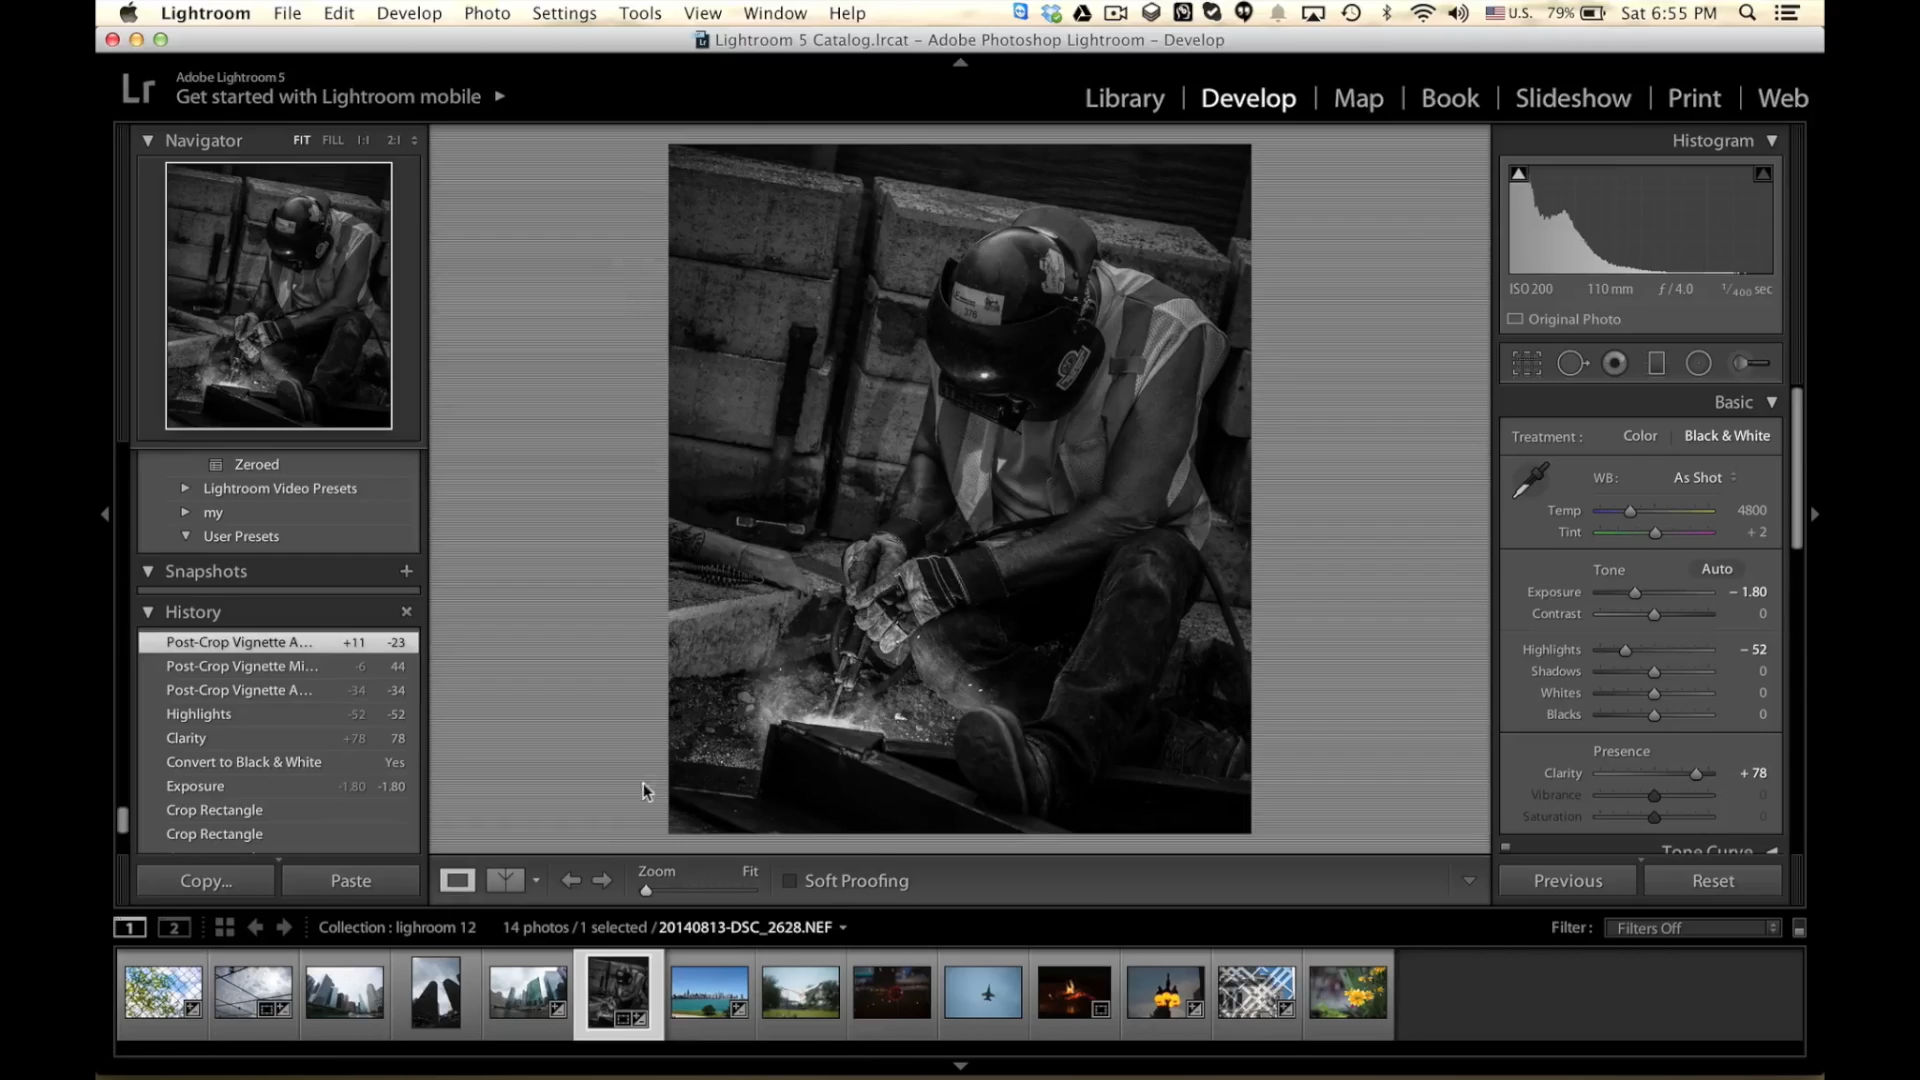 Lightroom File Edit Develop Photo Settings Tools View Window Help U.S. 79% Sat 6:55 PM
Lightroom 5 Catalog.lrcat – Adobe Photoshop Lightroom – Develop
Lr Adobe Lightroom 5
Get started with Lightroom mobile
Library Develop Map Book Slideshow Print Web
Navigator FIT FILL 1:1 2:1
Histogram
ISO 200 110 mm ƒ / 4.0 1/400 sec
Original Photo
Basic
Treatment : Color Black & White
WB: As Shot
Temp 4800
Tint + 2
Tone Auto
Exposure – 1.80
Contrast 0
Highlights – 52
Shadows 0
Whites 0
Blacks 0
Presence
Clarity + 78
Vibrance 0
Saturation 0
Tone Curve
Previous Reset
Zeroed
Lightroom Video Presets
my
User Presets
Snapshots
History
Post-Crop Vignette A... +11 -23
Post-Crop Vignette Mi... -6 44
Post-Crop Vignette A... -34 -34
Highlights -52 -52
Clarity +78 78
Convert to Black & White Yes
Exposure -1.80 -1.80
Crop Rectangle
Crop Rectangle
Copy... Paste
376
Zoom Fit
Soft Proofing
1 2 Collection : lighroom 12 14 photos / 1 selected / 20140813-DSC_2628.NEF
Filter : Filters Off